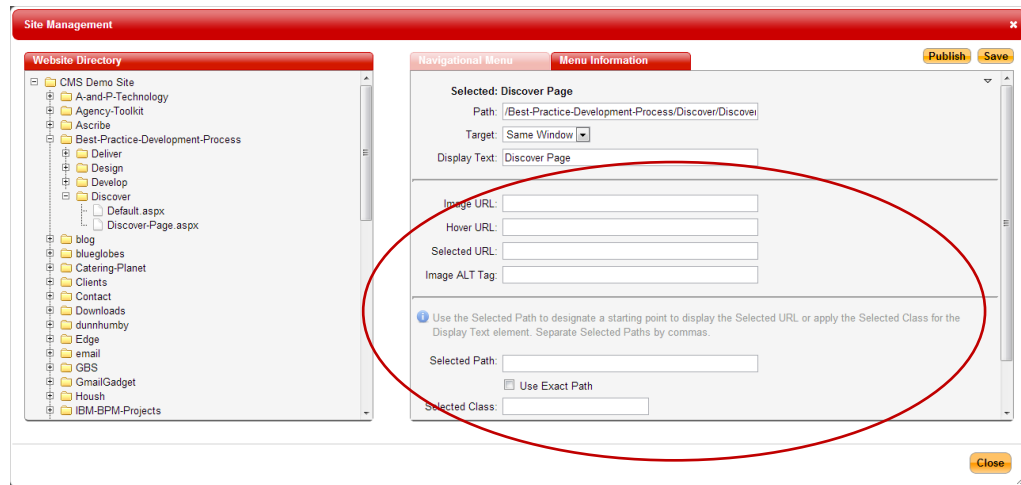 Site Management
Website Directory
CMS Demo Site
A-and-P-Technology
Agency-Toolkit
Ascribe
Best-Practice-Development-Process
Deliver
Design
Develop
Discover
Default.aspx
Discover-Page.aspx
blog
blueglobes
Catering-Planet
Clients
Contact
Downloads
dunnhumby
Edge
email
GBS
GmailGadget
Housh
IBM-BPM-Projects
Navigational Menu
Menu Information
Publish
Save
Selected: Discover Page
Path: /Best-Practice-Development-Process/Discover/Discover
Target: Same Window
Display Text: Discover Page
Image URL:
Hover URL:
Selected URL:
Image ALT Tag:
Use the Selected Path to designate a starting point to display the Selected URL or apply the Selected Class for the
Display Text element. Separate Selected Paths by commas.
Selected Path:
Use Exact Path
Selected Class:
Close